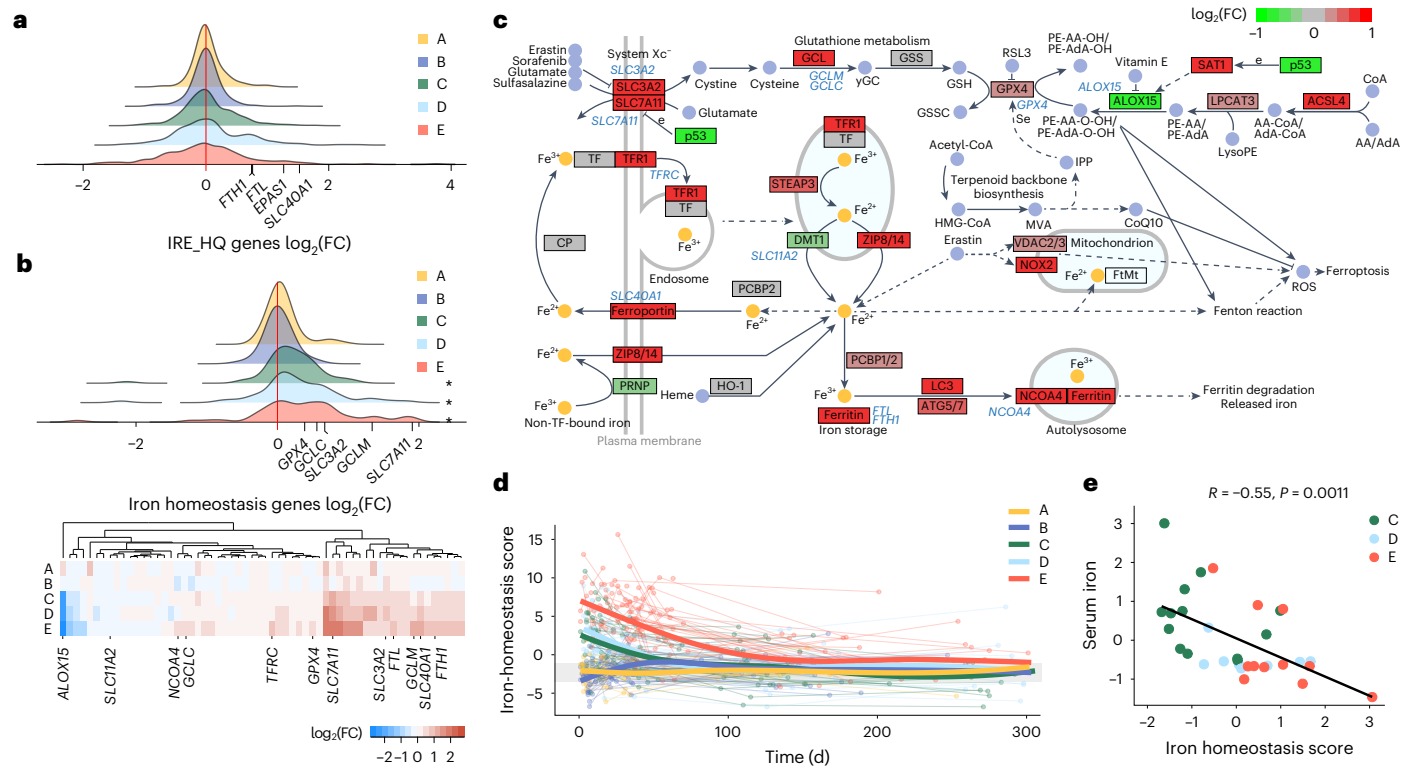 a
A
B
C
D
E
−2
0
2
4
FTH1
FTL
EPAS1
SLC40A1
IRE_HQ genes log2(FC)
b
A
B
C
D
E
*
*
*
−2
0
2
GPX4
GCLC
SLC3A2
GCLM
SLC7A11
Iron homeostasis genes log2(FC)
A
B
C
D
E
ALOX15
SLC11A2
NCOA4
GCLC
TFRC
GPX4
SLC7A11
SLC3A2
FTL
GCLM
SLC40A1
FTH1
log2(FC)
−2 −1 0 1 2
c
log2(FC)
−1
0
1
Erastin
Sorafenib
Glutamate
Sulfasalazine
System Xc−
SLC3A2
SLC3A2
SLC7A11
SLC7A11
Cystine
Glutamate
e
p53
Cysteine
Glutathione metabolism
GCL
GCLM
GCLC
yGC
GSS
GSH
GSSC
RSL3
GPX4
GPX4
Se
PE-AA-OH/
PE-AdA-OH
Vitamin E
ALOX15
ALOX15
PE-AA-O-OH/
PE-AdA-O-OH
SAT1
e
p53
PE-AA/
PE-AdA
LPCAT3
LysoPE
AA-CoA/
AdA-CoA
ACSL4
CoA
AA/AdA
Fe3+
TF
TFR1
TFRC
TFR1
TF
Fe3+
Endosome
CP
TFR1
TF
Fe3+
STEAP3
Fe2+
DMT1
ZIP8/14
SLC11A2
Acetyl-CoA
Terpenoid backbone
biosynthesis
HMG-CoA
MVA
IPP
CoQ10
Erastin
VDAC2/3
NOX2
Mitochondrion
Fe2+
FtMt
ROS
Ferroptosis
Fenton reaction
Fe2+
SLC40A1
Ferroportin
PCBP2
Fe2+
Fe2+
Fe2+
ZIP8/14
PRNP
Fe3+
Non-TF-bound iron
Plasma membrane
Heme
HO-1
PCBP1/2
Fe3+
Ferritin
FTL
FTH1
Iron storage
LC3
ATG5/7
NCOA4
Fe3+
NCOA4
Ferritin
Autolysosome
Ferritin degradation
Released iron
d
A
B
C
D
E
Iron-homeostasis score
15
10
5
0
−5
0
100
200
300
Time (d)
e
R = −0.55, P = 0.0011
C
D
E
Serum iron
3
2
1
0
−1
−2
−1
0
1
2
3
Iron homeostasis score